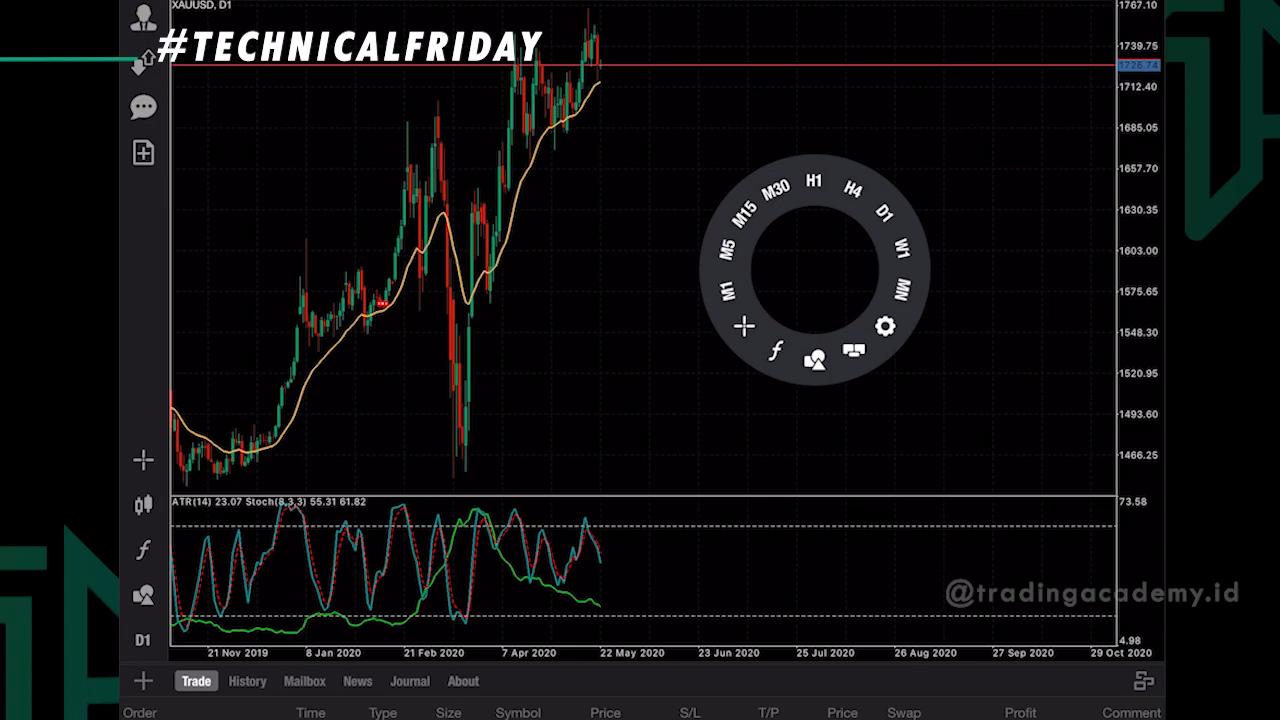 XAUUSD, D1
#TECHNICALFRIDAY
1767.10
1739.75
1726.74
1712.40
1685.05
1657.70
1630.35
1603.00
1575.65
1548.30
1520.95
1493.60
1466.25
M1
M5
M15
M30
H1
H4
D1
W1
MN
ATR(14) 23.07 Stoch(8,3,3) 55.31 61.82
73.58
4.98
@tradingacademy.id
D1
21 Nov 2019 8 Jan 2020 21 Feb 2020 7 Apr 2020 22 May 2020 23 Jun 2020 25 Jul 2020 26 Aug 2020 27 Sep 2020 29 Oct 2020
Trade History Mailbox News Journal About
Order Time Type Size Symbol Price S/L T/P Price Swap Profit Comment